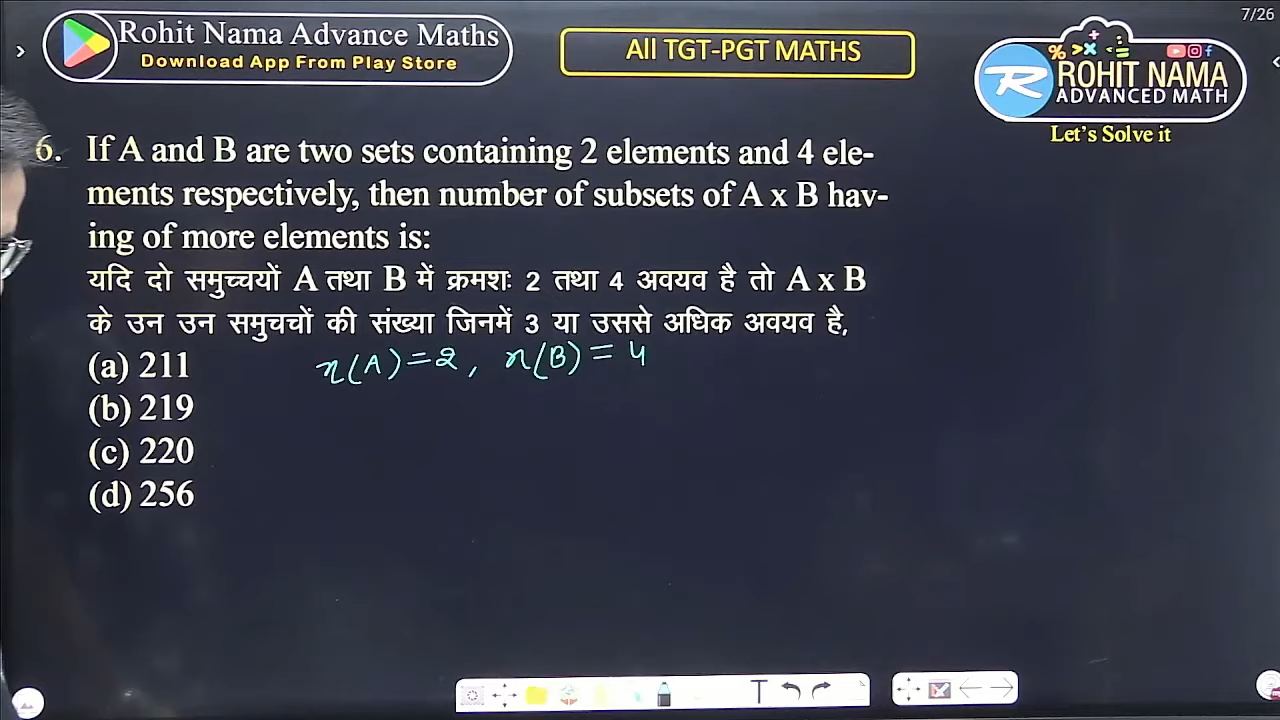 7/26
Rohit Nama Advance Maths
Download App From Play Store
All TGT-PGT MATHS
ROHIT NAMA
ADVANCED MATH
Let's Solve it
6. If A and B are two sets containing 2 elements and 4 ele-
ments respectively, then number of subsets of A x B hav-
ing of more elements is:
यदि दो समुच्चयों A तथा B में क्रमशः 2 तथा 4 अवयव है तो A x B
के उन उन समुचचों की संख्या जिनमें 3 या उससे अधिक अवयव है,
(a) 211
n(A)=2, n(B)=4
(b) 219
(c) 220
(d) 256